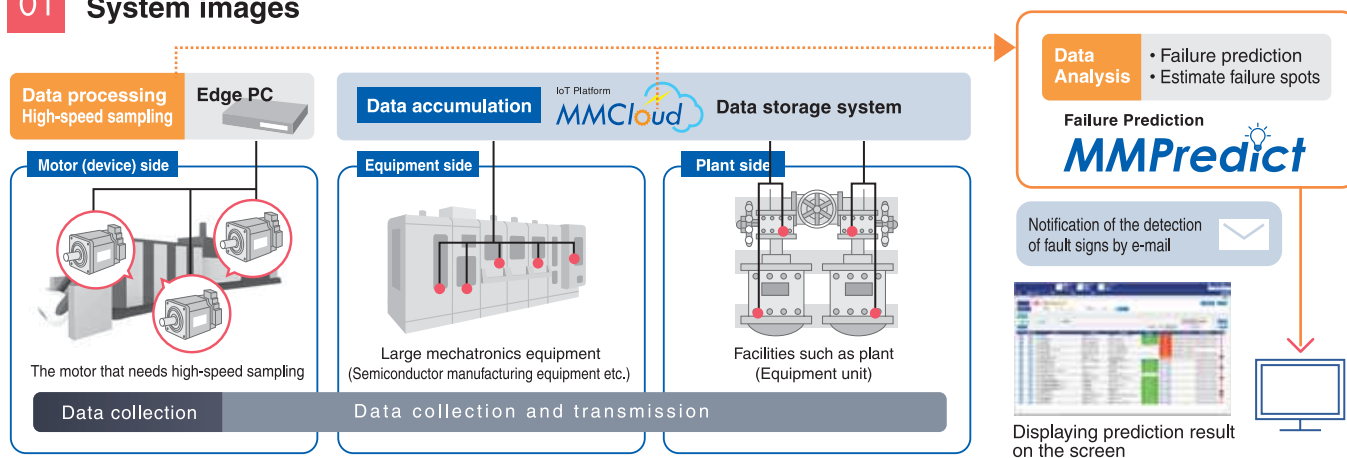 01
System images
Data processing
High-speed sampling
Edge PC
Data accumulation
IoT Platform
MMCloud
Data storage system
Data
Analysis
• Failure prediction
• Estimate failure spots
Failure Prediction
MMPredict
Motor (device) side
Equipment side
Plant side
The motor that needs high-speed sampling
Large mechatronics equipment
(Semiconductor manufacturing equipment etc.)
Facilities such as plant
(Equipment unit)
Data collection
Data collection and transmission
Notification of the detection
of fault signs by e-mail
Displaying prediction result
on the screen